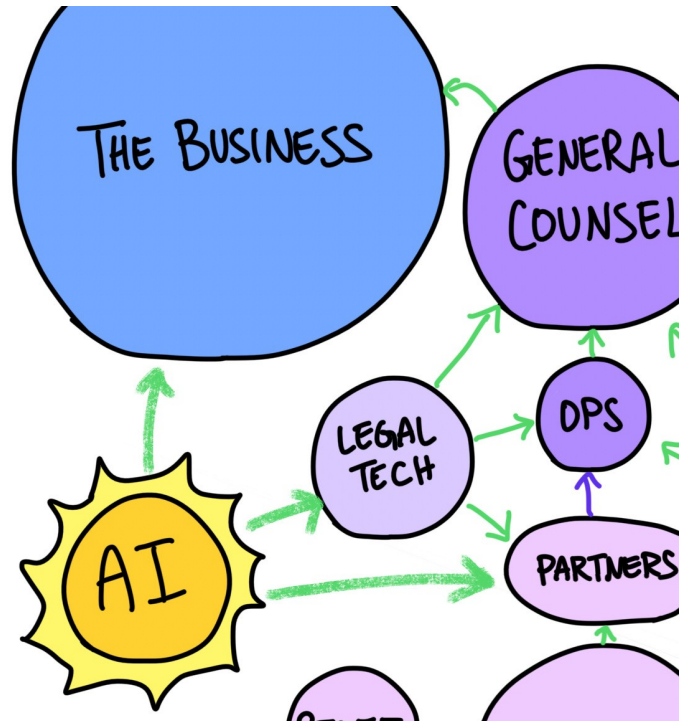 THE BUSINESS
GENERAL
COUNSEL
LEGAL
TECH
OPS
AI
PARTNERS